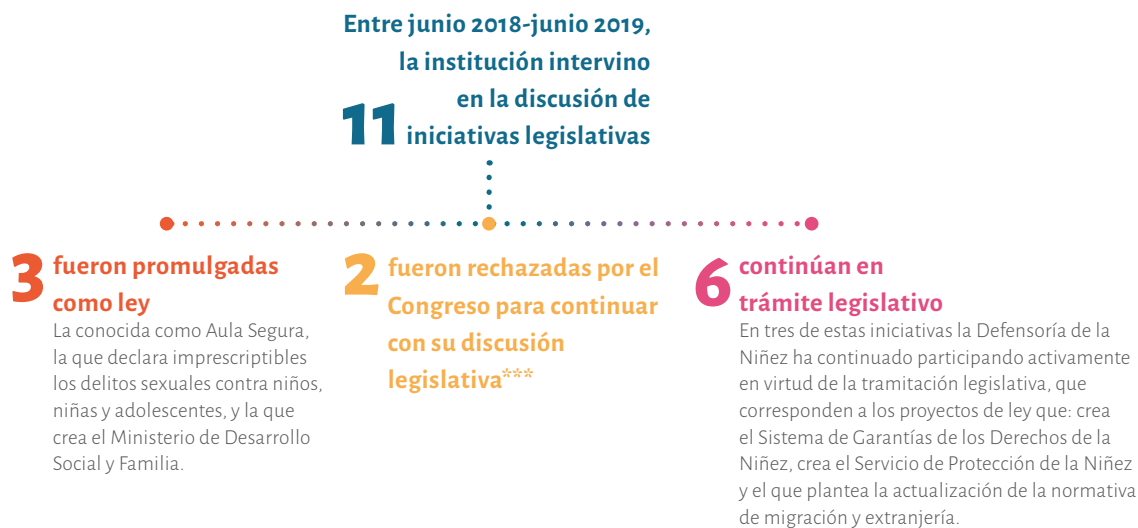 Entre junio 2018-junio 2019,
la institución intervino
en la discusión de
11 iniciativas legislativas
3 fueron promulgadas
como ley
La conocida como Aula Segura,
la que declara imprescriptibles
los delitos sexuales contra niños,
niñas y adolescentes, y la que
crea el Ministerio de Desarrollo
Social y Familia.
2 fueron rechazadas por el
Congreso para continuar
con su discusión
legislativa***
6 continúan en
trámite legislativo
En tres de estas iniciativas la Defensoría de la
Niñez ha continuado participando activamente
en virtud de la tramitación legislativa, que
corresponden a los proyectos de ley que: crea
el Sistema de Garantías de los Derechos de la
Niñez, crea el Servicio de Protección de la Niñez
y el que plantea la actualización de la normativa
de migración y extranjería.